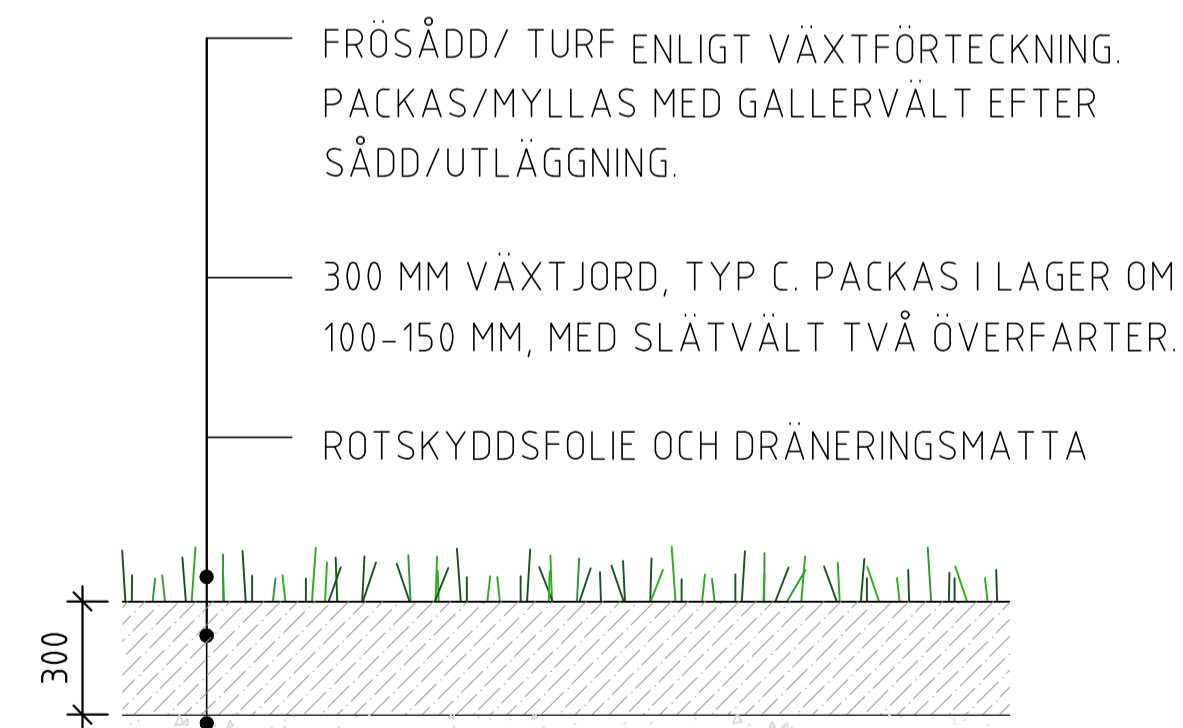 FRÖSÅDD/ TURF ENLIGT VÄXTFÖRTECKNING.
PACKAS/MYLLAS MED GALLERVÄLT EFTER
SÅDD/UTLÄGGNING.
300 MM VÄXTJORD, TYP C. PACKAS I LAGER OM
100-150 MM, MED SLÄTVÄLT TVÅ ÖVERFARTER.
ROTSKYDDSFOLIE OCH DRÄNERINGSMATTA
300